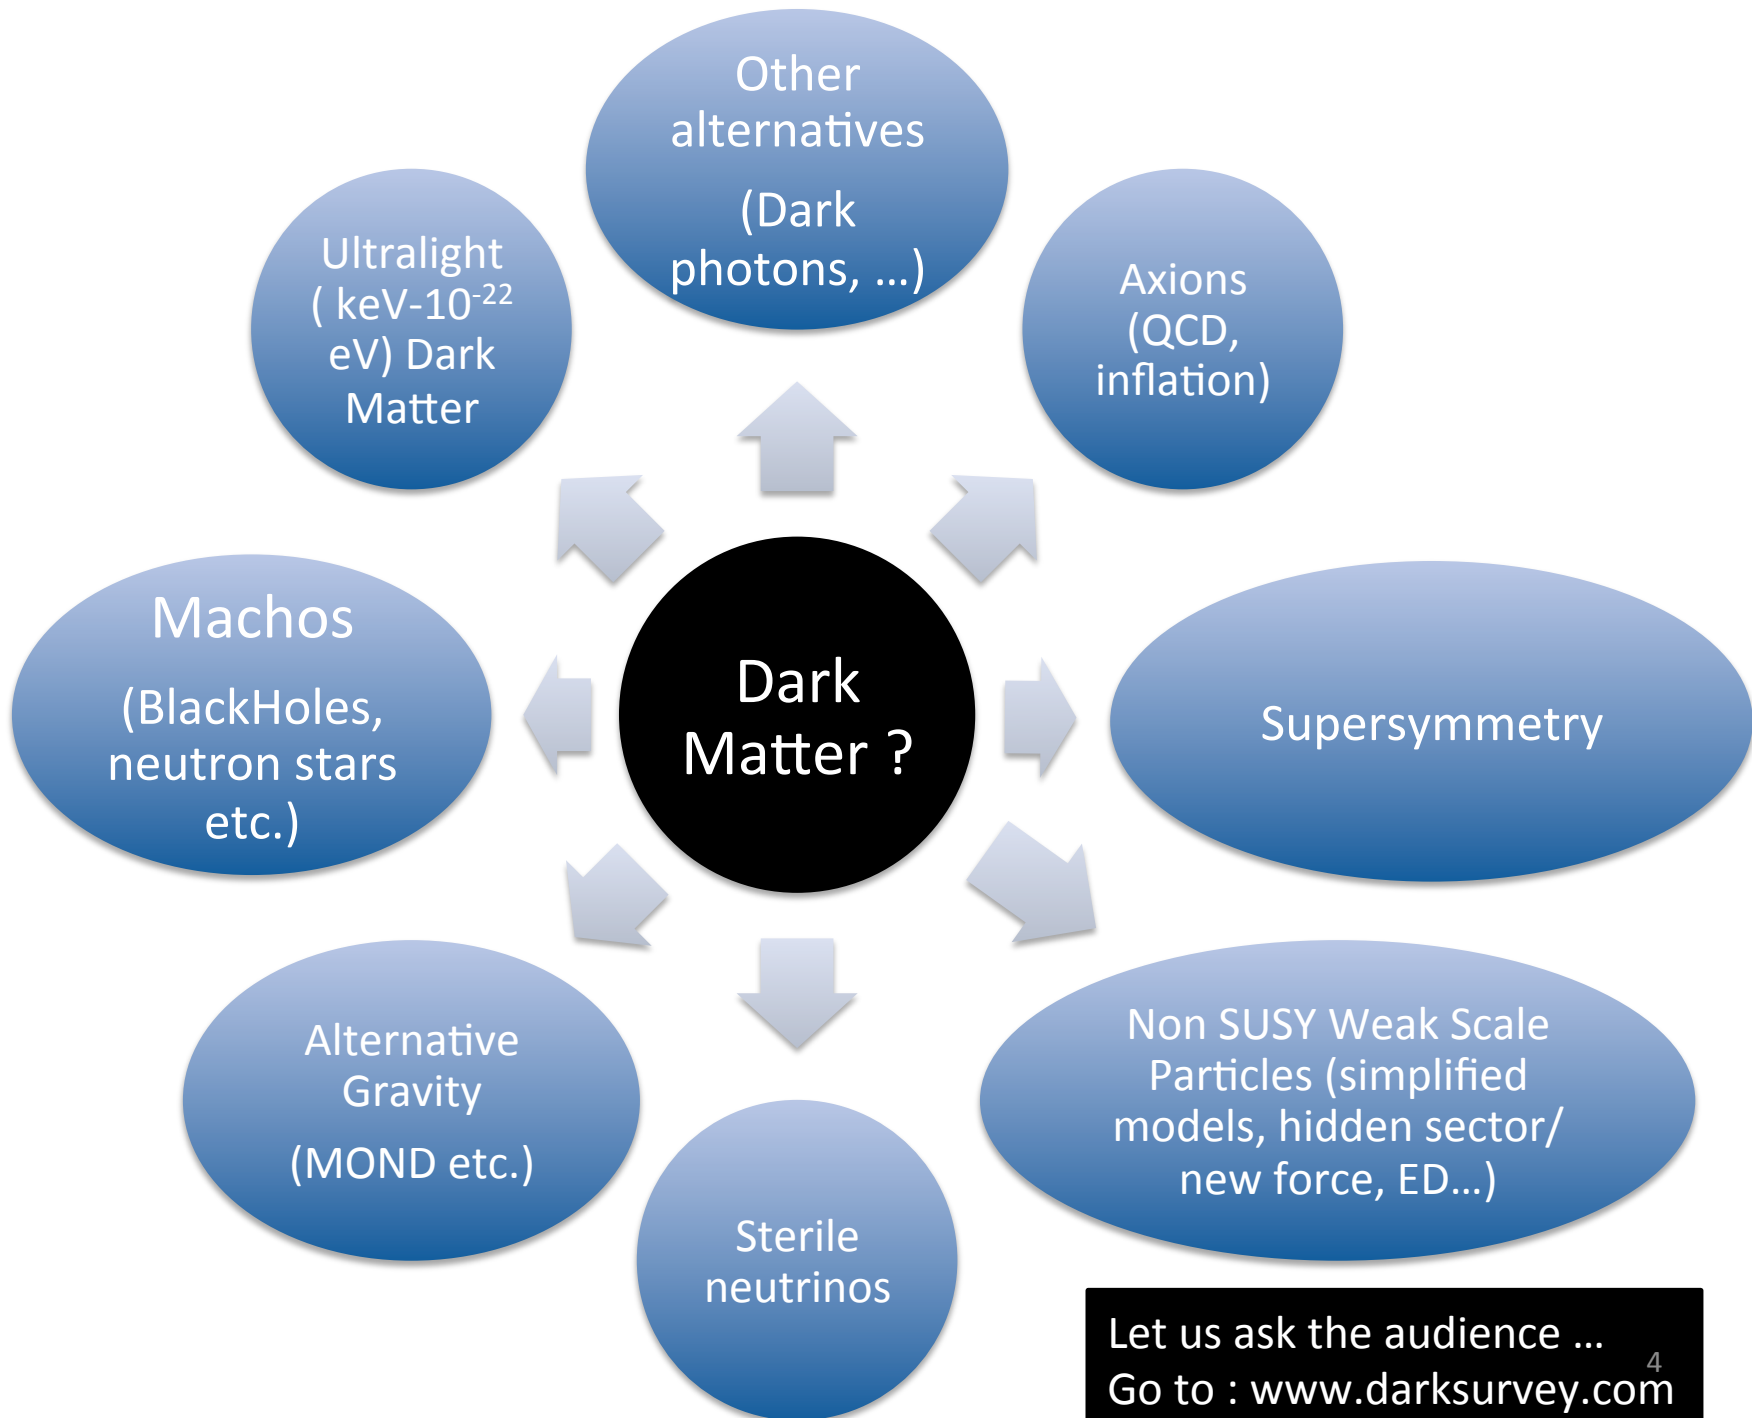 Other
alternatives
(Dark
photons, ...)
Ultralight
( keV-10⁻²²
eV) Dark
Matter
Axions
(QCD,
inflation)
Machos
(BlackHoles,
neutron stars
etc.)
Dark
Matter ?
Supersymmetry
Alternative
Gravity
(MOND etc.)
Non SUSY Weak Scale
Particles (simplified
models, hidden sector/
new force, ED...)
Sterile
neutrinos
Let us ask the audience ...
4
Go to : www.darksurvey.com